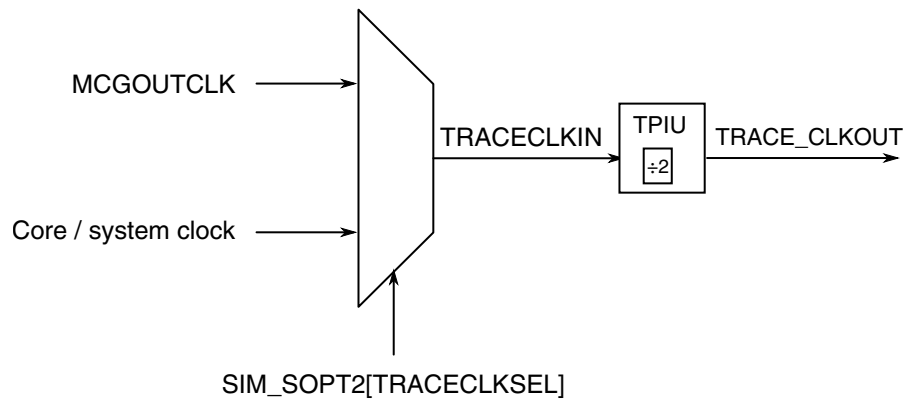 MCGOUTCLK
TRACECLKIN
TPIU
TRACE_CLKOUT
÷2
Core / system clock
SIM_SOPT2[TRACECLKSEL]